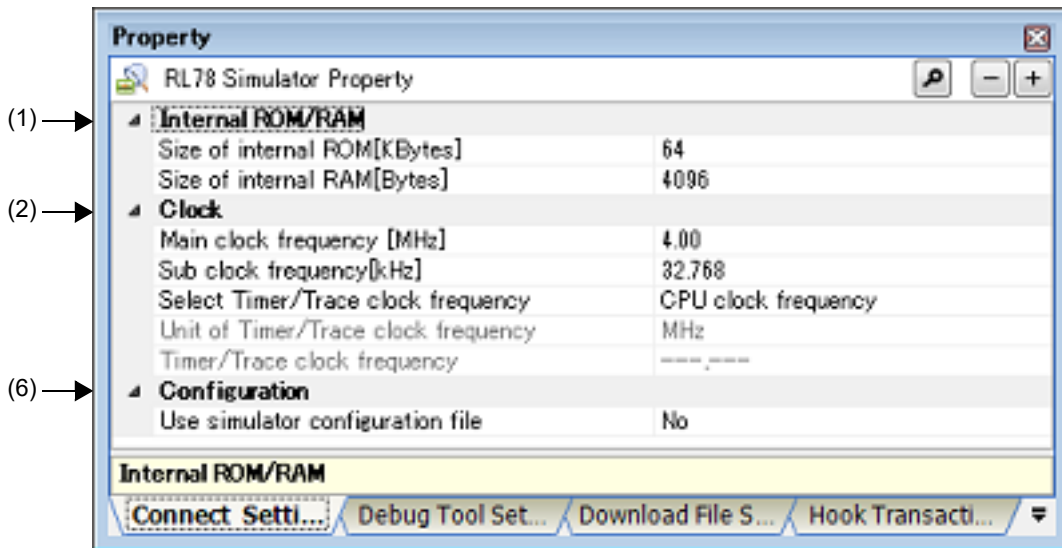 Property
RL78 Simulator Property
(1) Internal ROM/RAM
Size of internal ROM[KBytes] 64
Size of internal RAM[Bytes] 4096
(2) Clock
Main clock frequency [MHz] 4.00
Sub clock frequency[kHz] 32.768
Select Timer/Trace clock frequency CPU clock frequency
Unit of Timer/Trace clock frequency MHz
Timer/Trace clock frequency ---.---
(6) Configuration
Use simulator configuration file No
Internal ROM/RAM
Connect Setti... Debug Tool Set... Download File S... Hook Transacti...